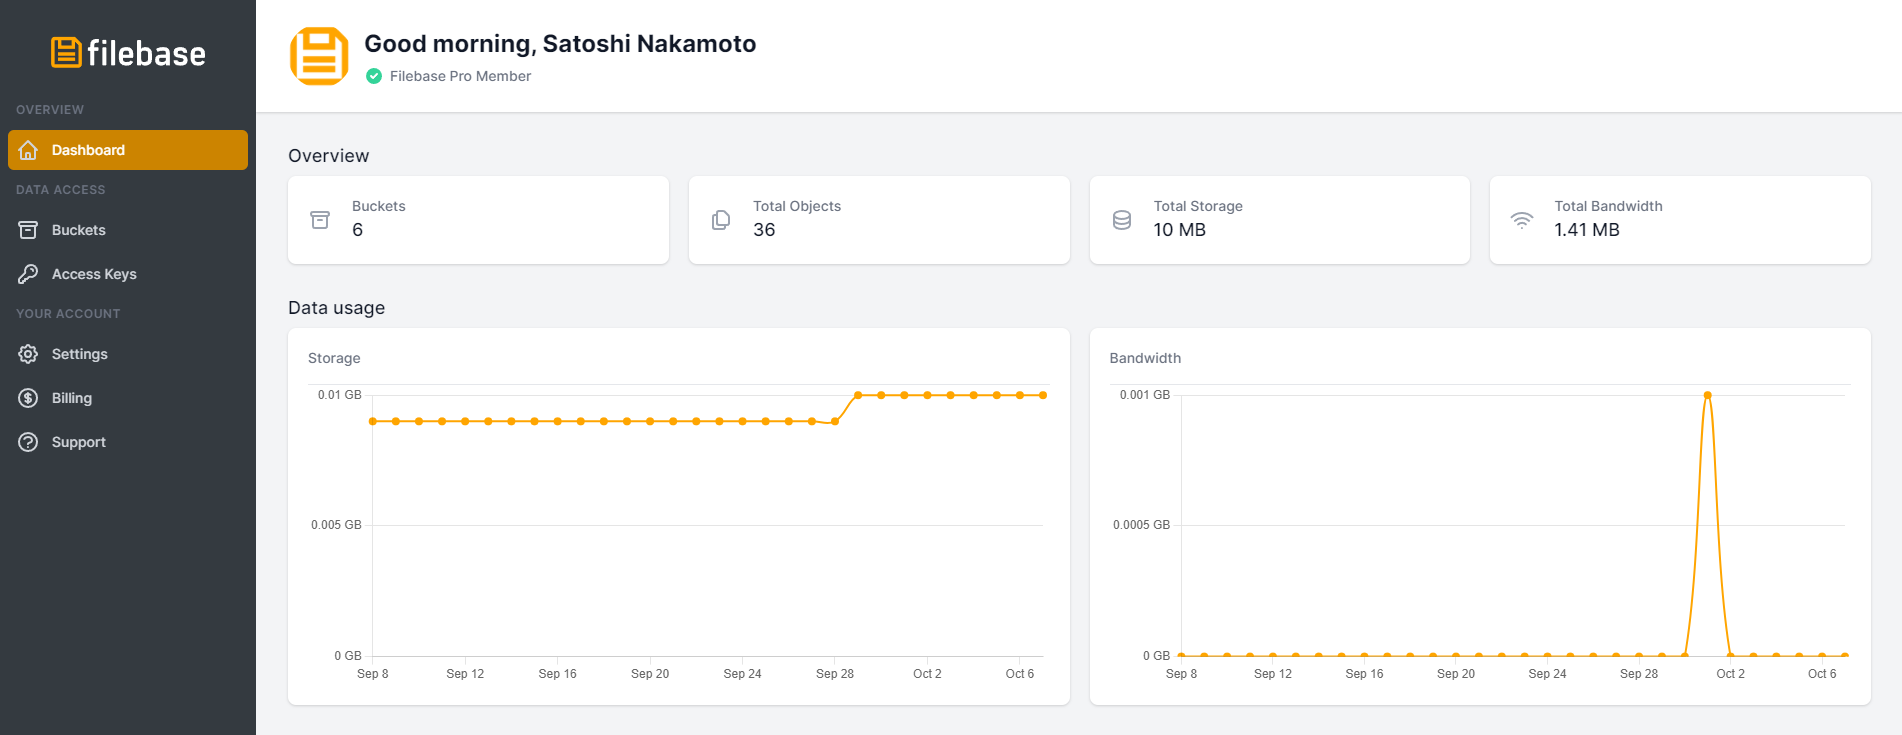 filebase
OVERVIEW
Dashboard
DATA ACCESS
Buckets
Access Keys
YOUR ACCOUNT
Settings
Billing
Support
Good morning, Satoshi Nakamoto
Filebase Pro Member
Overview
Buckets
6
Total Objects
36
Total Storage
10 MB
Total Bandwidth
1.41 MB
Data usage
Storage
0.01 GB
0.005 GB
0 GB
Sep 8 Sep 12 Sep 16 Sep 20 Sep 24 Sep 28 Oct 2 Oct 6
Bandwidth
0.001 GB
0.0005 GB
0 GB
Sep 8 Sep 12 Sep 16 Sep 20 Sep 24 Sep 28 Oct 2 Oct 6